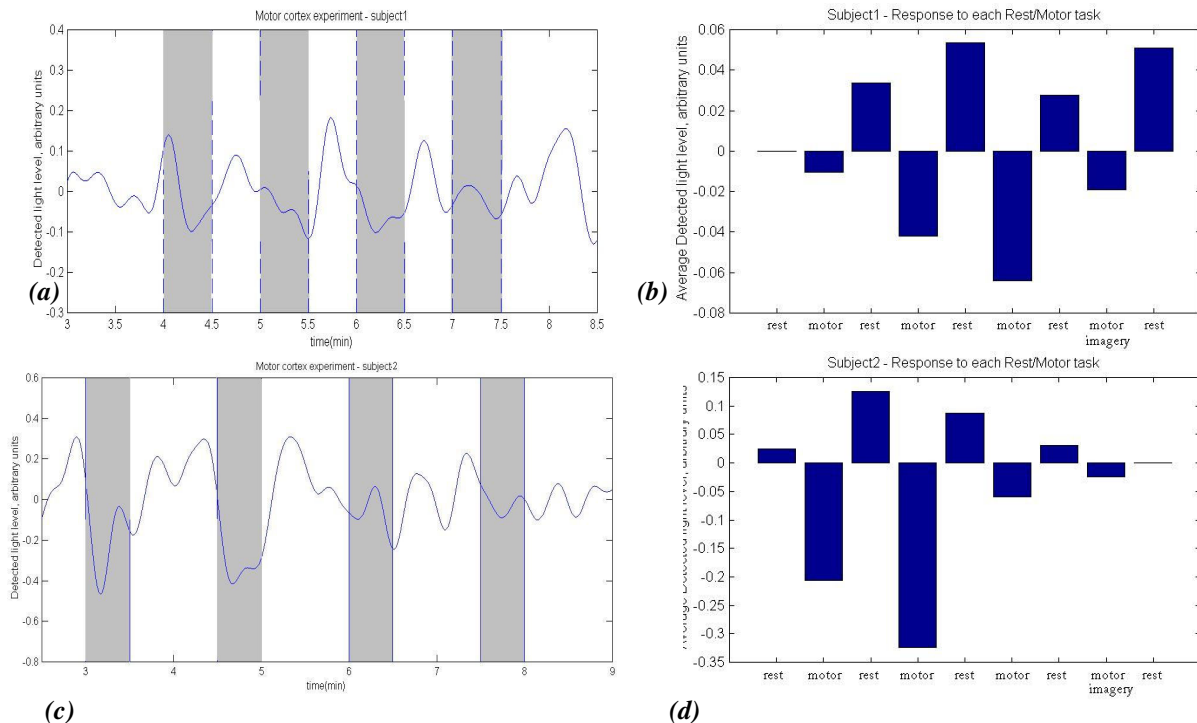 Motor cortex experiment - subject1
Detected light level, arbitrary units
0.4
0.3
0.2
0.1
0
-0.1
0.2
-0.3
3 3.5 4 4.5 5 5.5 6 6.5 7 7.5 8 8.5
time(min)
(a)
Subject1 - Response to each Rest/Motor task
Average Detected light level, arbitrary units
0.06
0.04
0.02
0
-0.02
-0.04
-0.06
-0.08
rest motor rest motor rest motor rest motor rest
imagery
(b)
Motor cortex experiment - subject2
Detected light level, arbitrary units
0.6
0.4
0.2
0
-0.2
-0.4
-0.6
-0.8
3 4 5 6 7 8 9
time(min)
(c)
Subject2 - Response to each Rest/Motor task
Average Detected light level, arbitrary units
0.15
0.1
0.05
0
-0.05
-0.1
-0.15
-0.2
-0.25
-0.3
-0.35
rest motor rest motor rest motor rest motor rest
imagery
(d)